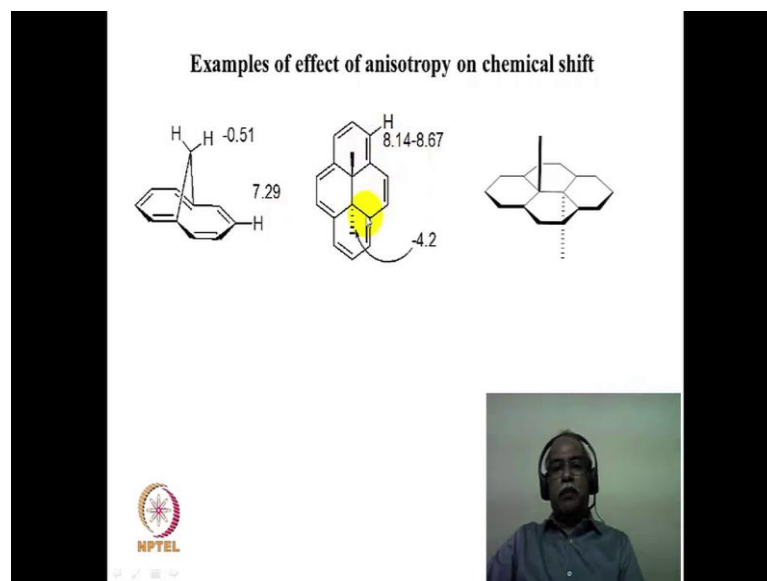 Examples of effect of anisotropy on chemical shift
H
H
-0.51
7.29
H
H
8.14-8.67
-4.2
NPTEL